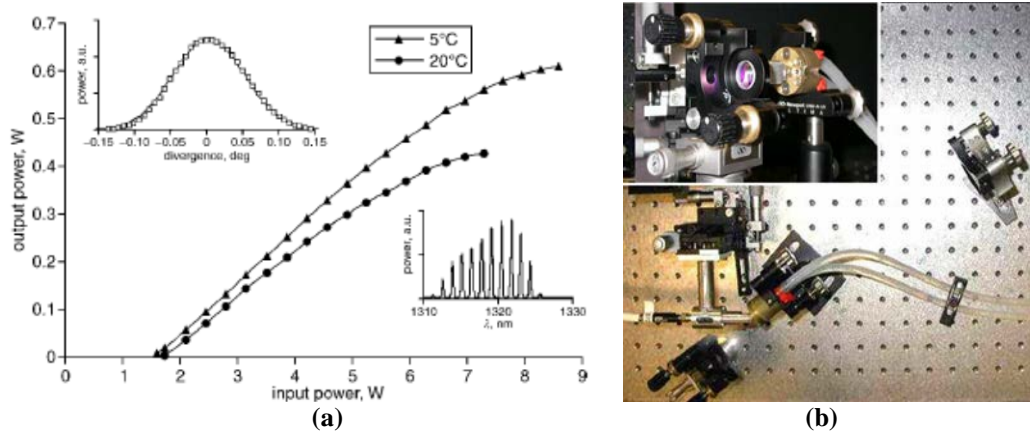 0.7
0.6
0.5
0.4
0.3
0.2
0.1
0
output power, W
0 1 2 3 4 5 6 7 8 9
input power, W
5°C
20°C
power, a.u.
−0.15 −0.10 −0.05 0 0.05 0.10 0.15
divergence, deg
power, a.u.
1310 1320 1330
λ, nm
(a)
Newport
(b)